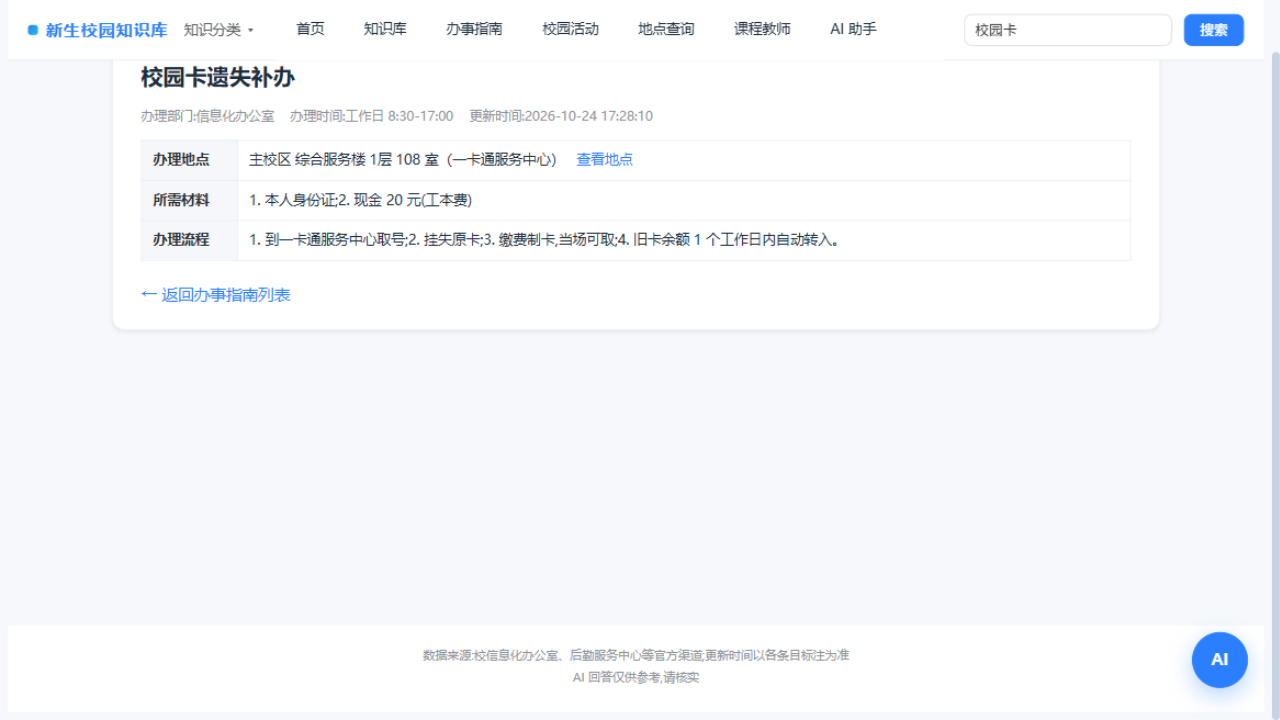 新生校园知识库 知识分类 首页 知识库 办事指南 校园活动 地点查询 课程教师 AI 助手 校园卡 搜索
校园卡遗失补办
办理部门:信息化办公室 办理时间:工作日 8:30-17:00 更新时间:2026-10-24 17:28:10
办理地点 主校区 综合服务楼 1层 108 室（一卡通服务中心） 查看地点
所需材料 1. 本人身份证;2. 现金 20 元(工本费)
办理流程 1. 到一卡通服务中心取号;2. 挂失原卡;3. 缴费制卡,当场可取;4. 旧卡余额 1 个工作日内自动转入。
← 返回办事指南列表
数据来源:校信息化办公室、后勤服务中心等官方渠道;更新时间以各条目标注为准
AI 回答仅供参考,请核实
AI